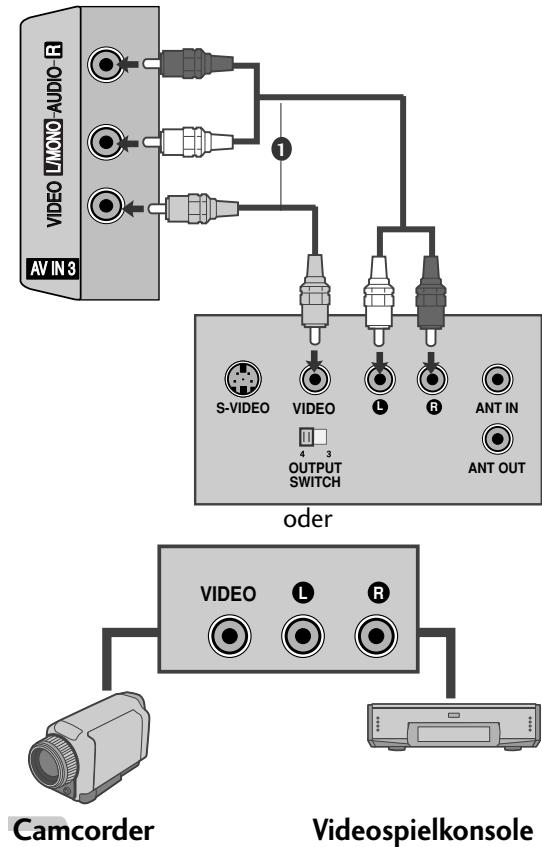 VIDEO L/MONO-AUDIO-R
AV IN 3
1
S-VIDEO VIDEO L R ANT IN
4 3
OUTPUT
SWITCH
ANT OUT
oder
VIDEO L R
Camcorder Videospielkonsole